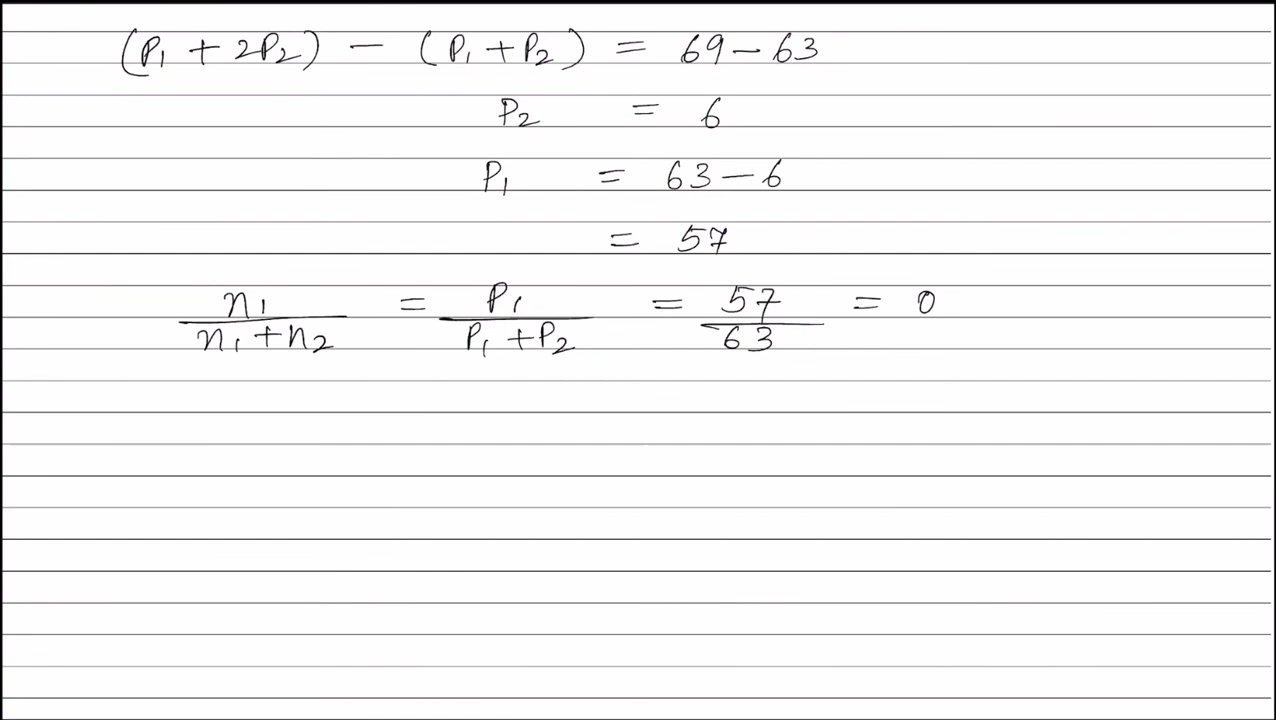 (P₁ + 2P₂) - (P₁ + P₂) = 69 - 63
P₂ = 6
P₁ = 63 - 6
= 57
n₁/(n₁ + n₂) = P₁/(P₁ + P₂) = 57/63 = 0